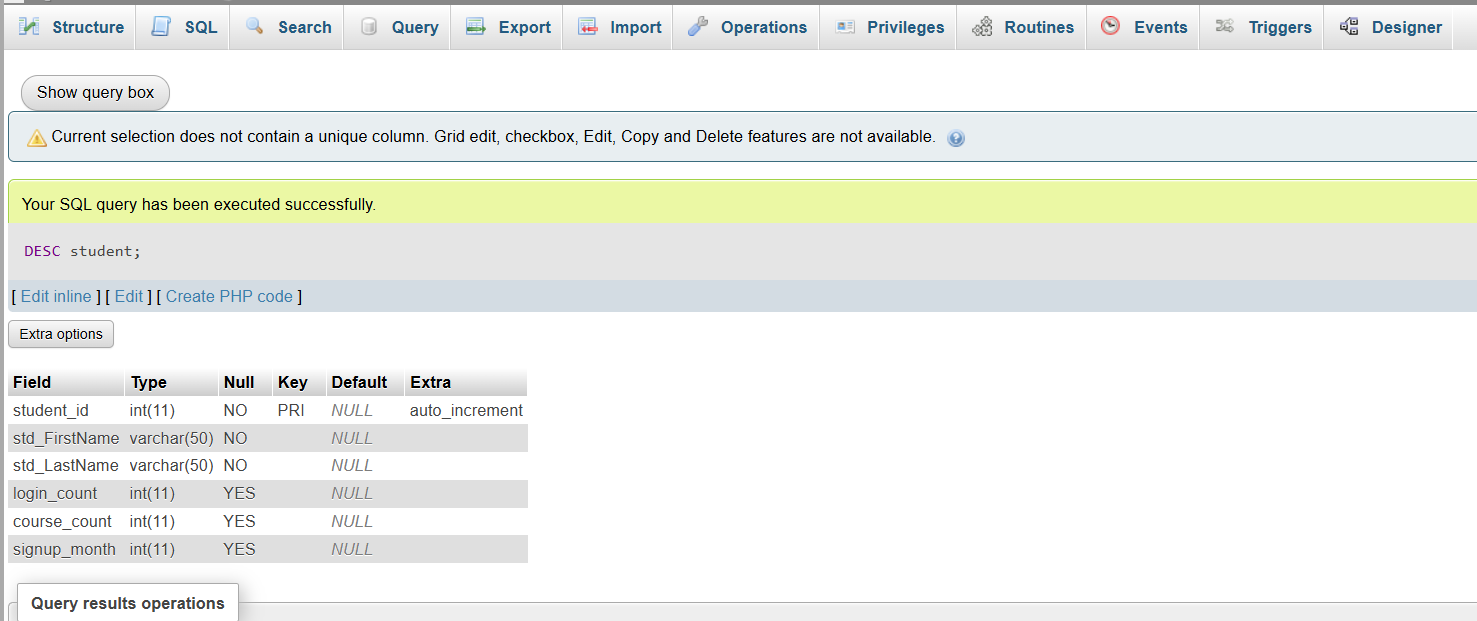 Structure SQL Search Query Export Import Operations Privileges Routines Events Triggers Designer
Show query box
Current selection does not contain a unique column. Grid edit, checkbox, Edit, Copy and Delete features are not available.
Your SQL query has been executed successfully.
DESC student;
[ Edit inline ] [ Edit ] [ Create PHP code ]
Extra options
Field Type Null Key Default Extra
student_id int(11) NO PRI NULL auto_increment
std_FirstName varchar(50) NO NULL
std_LastName varchar(50) NO NULL
login_count int(11) YES NULL
course_count int(11) YES NULL
signup_month int(11) YES NULL
Query results operations